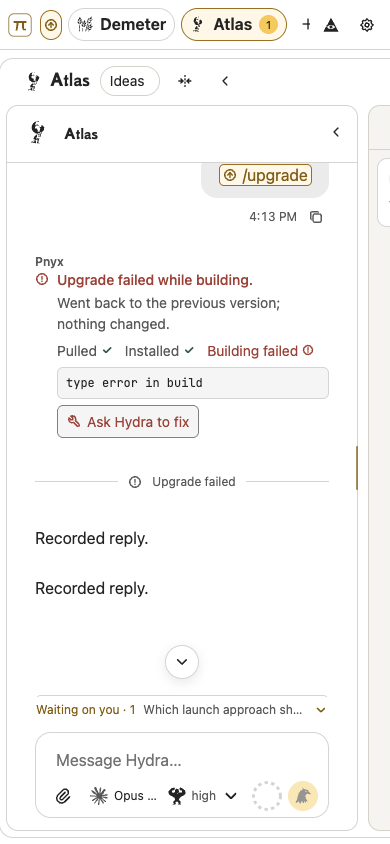 π Demeter Atlas 1
Atlas Ideas
Atlas
/upgrade
4:13 PM
Pnyx
Upgrade failed while building.
Went back to the previous version;
nothing changed.
Pulled ✓ Installed ✓ Building failed
type error in build
Ask Hydra to fix
Upgrade failed
Recorded reply.
Recorded reply.
Waiting on you · 1 Which launch approach sh...
Message Hydra...
Opus ... high